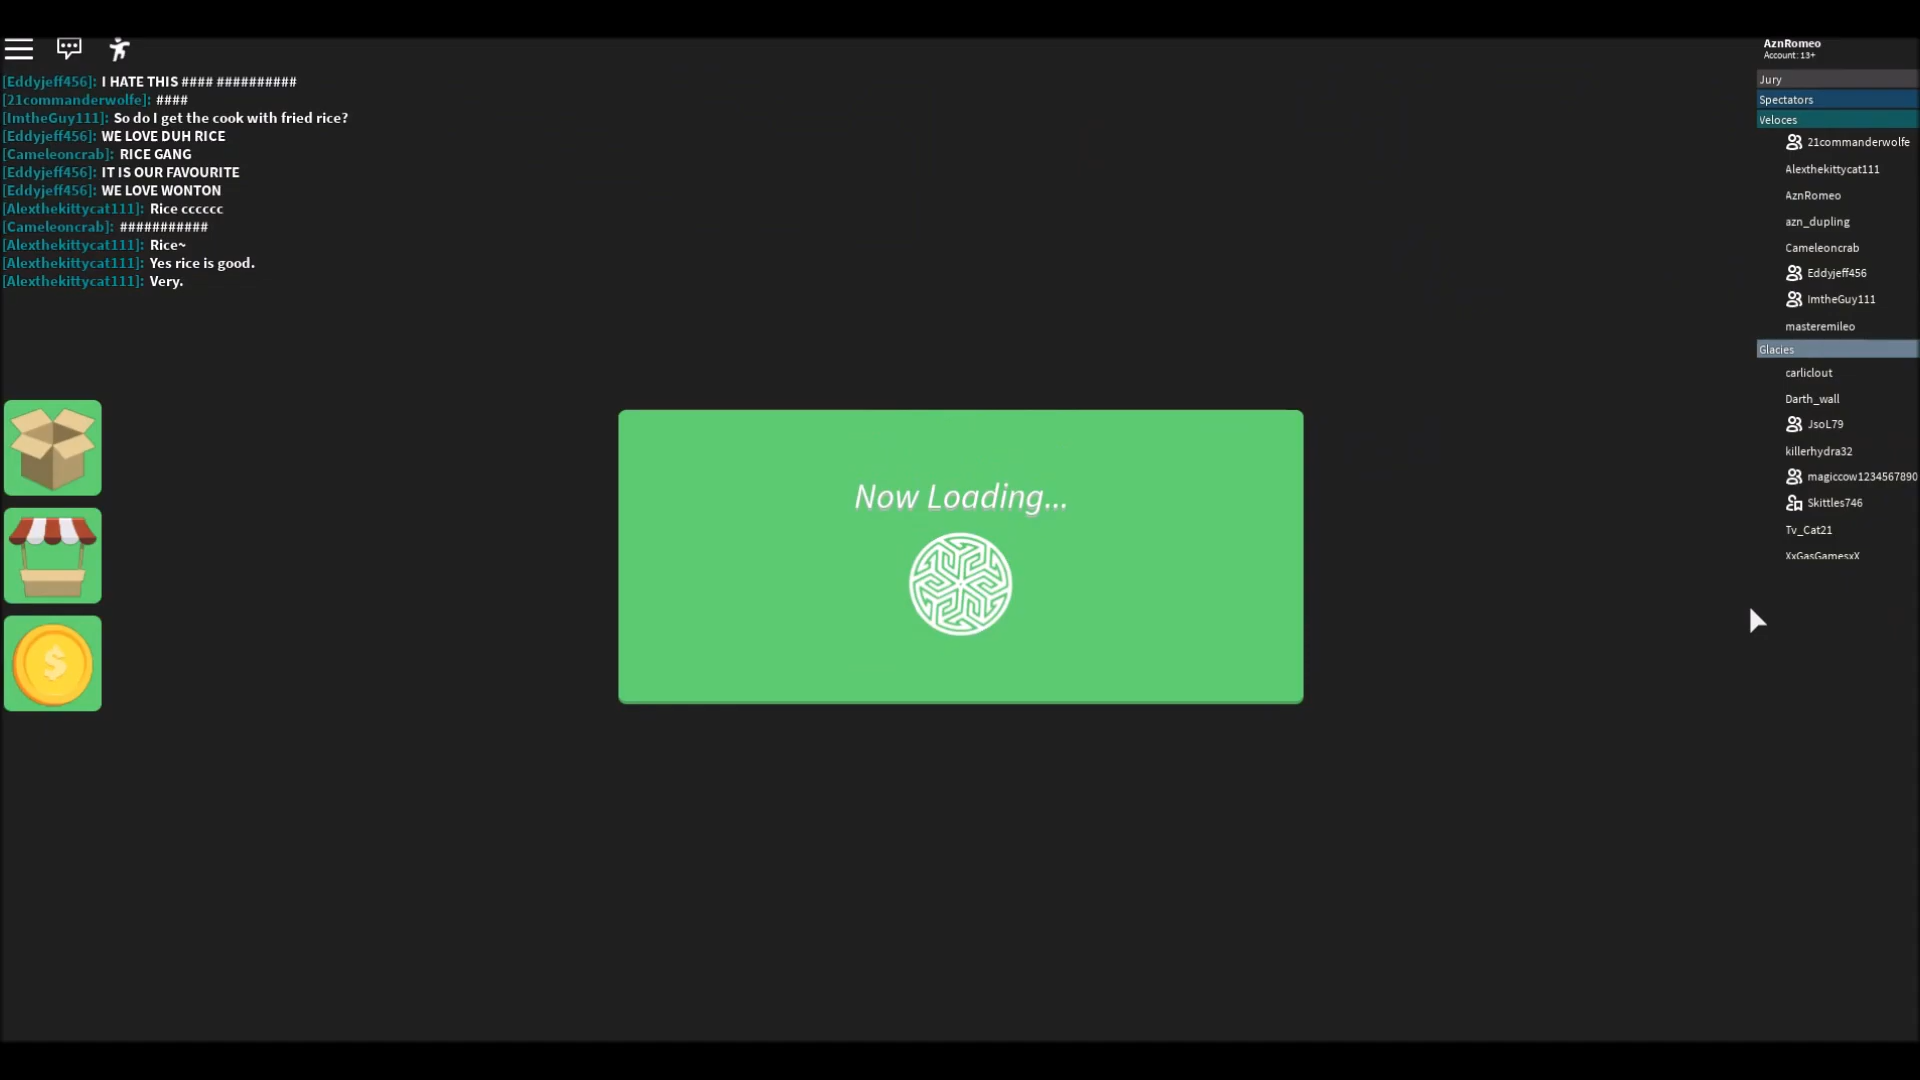 [Eddyjeff456]: I HATE THIS #### ##########
[21commanderwolfe]: ####
[ImtheGuy111]: So do I get the cook with fried rice?
[Eddyjeff456]: WE LOVE DUH RICE
[Cameleoncrab]: RICE GANG
[Eddyjeff456]: IT IS OUR FAVOURITE
[Eddyjeff456]: WE LOVE WONTON
[Alexthekittycat111]: Rice cccccc
[Cameleoncrab]: ###########
[Alexthekittycat111]: Rice~
[Alexthekittycat111]: Yes rice is good.
[Alexthekittycat111]: Very.
$
Now Loading...
AznRomeo
Account: 13+
Jury
Spectators
Veloces
21commanderwolfe
Alexthekittycat111
AznRomeo
azn_dupling
Cameleoncrab
Eddyjeff456
ImtheGuy111
masteremileo
Glacies
carliclout
Darth_wall
JsoL79
killerhydra32
magiccow1234567890
Skittles746
Tv_Cat21
XxGasGamesxX